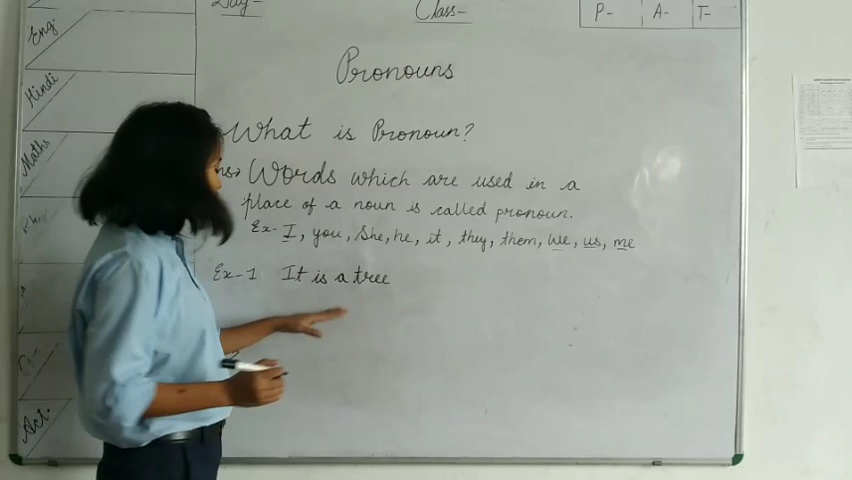 Day-
Class-
P- A- T-
Eng.
Hindi
Maths
Act.
Pronouns
What is Pronoun?
Words which are used in a
place of a noun is called pronoun.
Ex- I, you, She, he, it, they, them, we, us, me
Ex-1 It is a tree